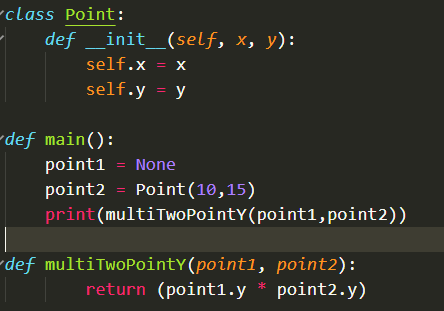 class Point:
    def __init__(self, x, y):
        self.x = x
        self.y = y

def main():
    point1 = None
    point2 = Point(10,15)
    print(multiTwoPointY(point1,point2))

def multiTwoPointY(point1, point2):
        return (point1.y * point2.y)